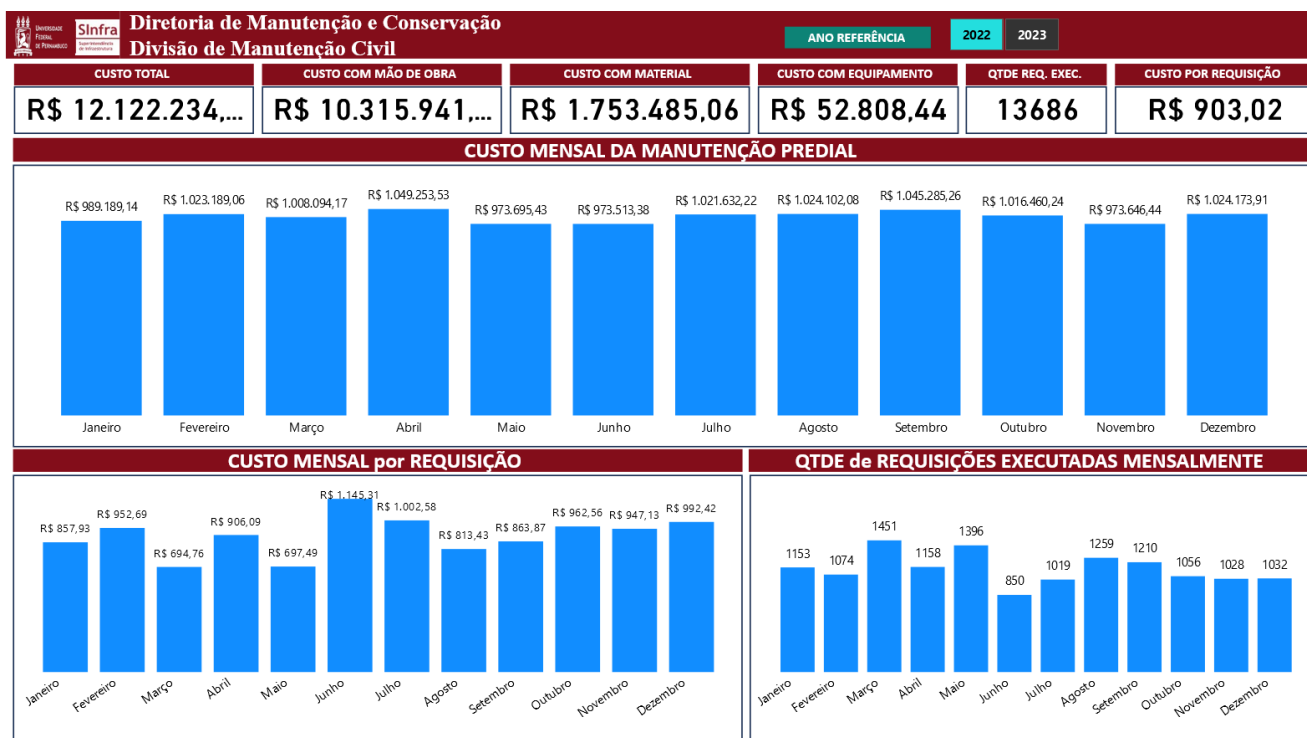 UNIVERSIDADE
FEDERAL
DE PERNAMBUCO
SInfra
Superintendência
de Infraestrutura
Diretoria de Manutenção e Conservação
Divisão de Manutenção Civil
ANO REFERÊNCIA
2022 2023
CUSTO TOTAL CUSTO COM MÃO DE OBRA CUSTO COM MATERIAL CUSTO COM EQUIPAMENTO QTDE REQ. EXEC. CUSTO POR REQUISIÇÃO
R$ 12.122.234,... R$ 10.315.941,... R$ 1.753.485,06 R$ 52.808,44 13686 R$ 903,02
CUSTO MENSAL DA MANUTENÇÃO PREDIAL
R$ 989.189,14 R$ 1.023.189,06 R$ 1.008.094,17 R$ 1.049.253,53 R$ 973.695,43 R$ 973.513,38 R$ 1.021.632,22 R$ 1.024.102,08 R$ 1.045.285,26 R$ 1.016.460,24 R$ 973.646,44 R$ 1.024.173,91
Janeiro Fevereiro Março Abril Maio Junho Julho Agosto Setembro Outubro Novembro Dezembro
CUSTO MENSAL por REQUISIÇÃO
R$ 857,93 R$ 952,69 R$ 694,76 R$ 906,09 R$ 697,49 R$ 1.145,31 R$ 1.002,58 R$ 813,43 R$ 863,87 R$ 962,56 R$ 947,13 R$ 992,42
Janeiro Fevereiro Março Abril Maio Junho Julho Agosto Setembro Outubro Novembro Dezembro
QTDE de REQUISIÇÕES EXECUTADAS MENSALMENTE
1153 1074 1451 1158 1396 850 1019 1259 1210 1056 1028 1032
Janeiro Fevereiro Março Abril Maio Junho Julho Agosto Setembro Outubro Novembro Dezembro